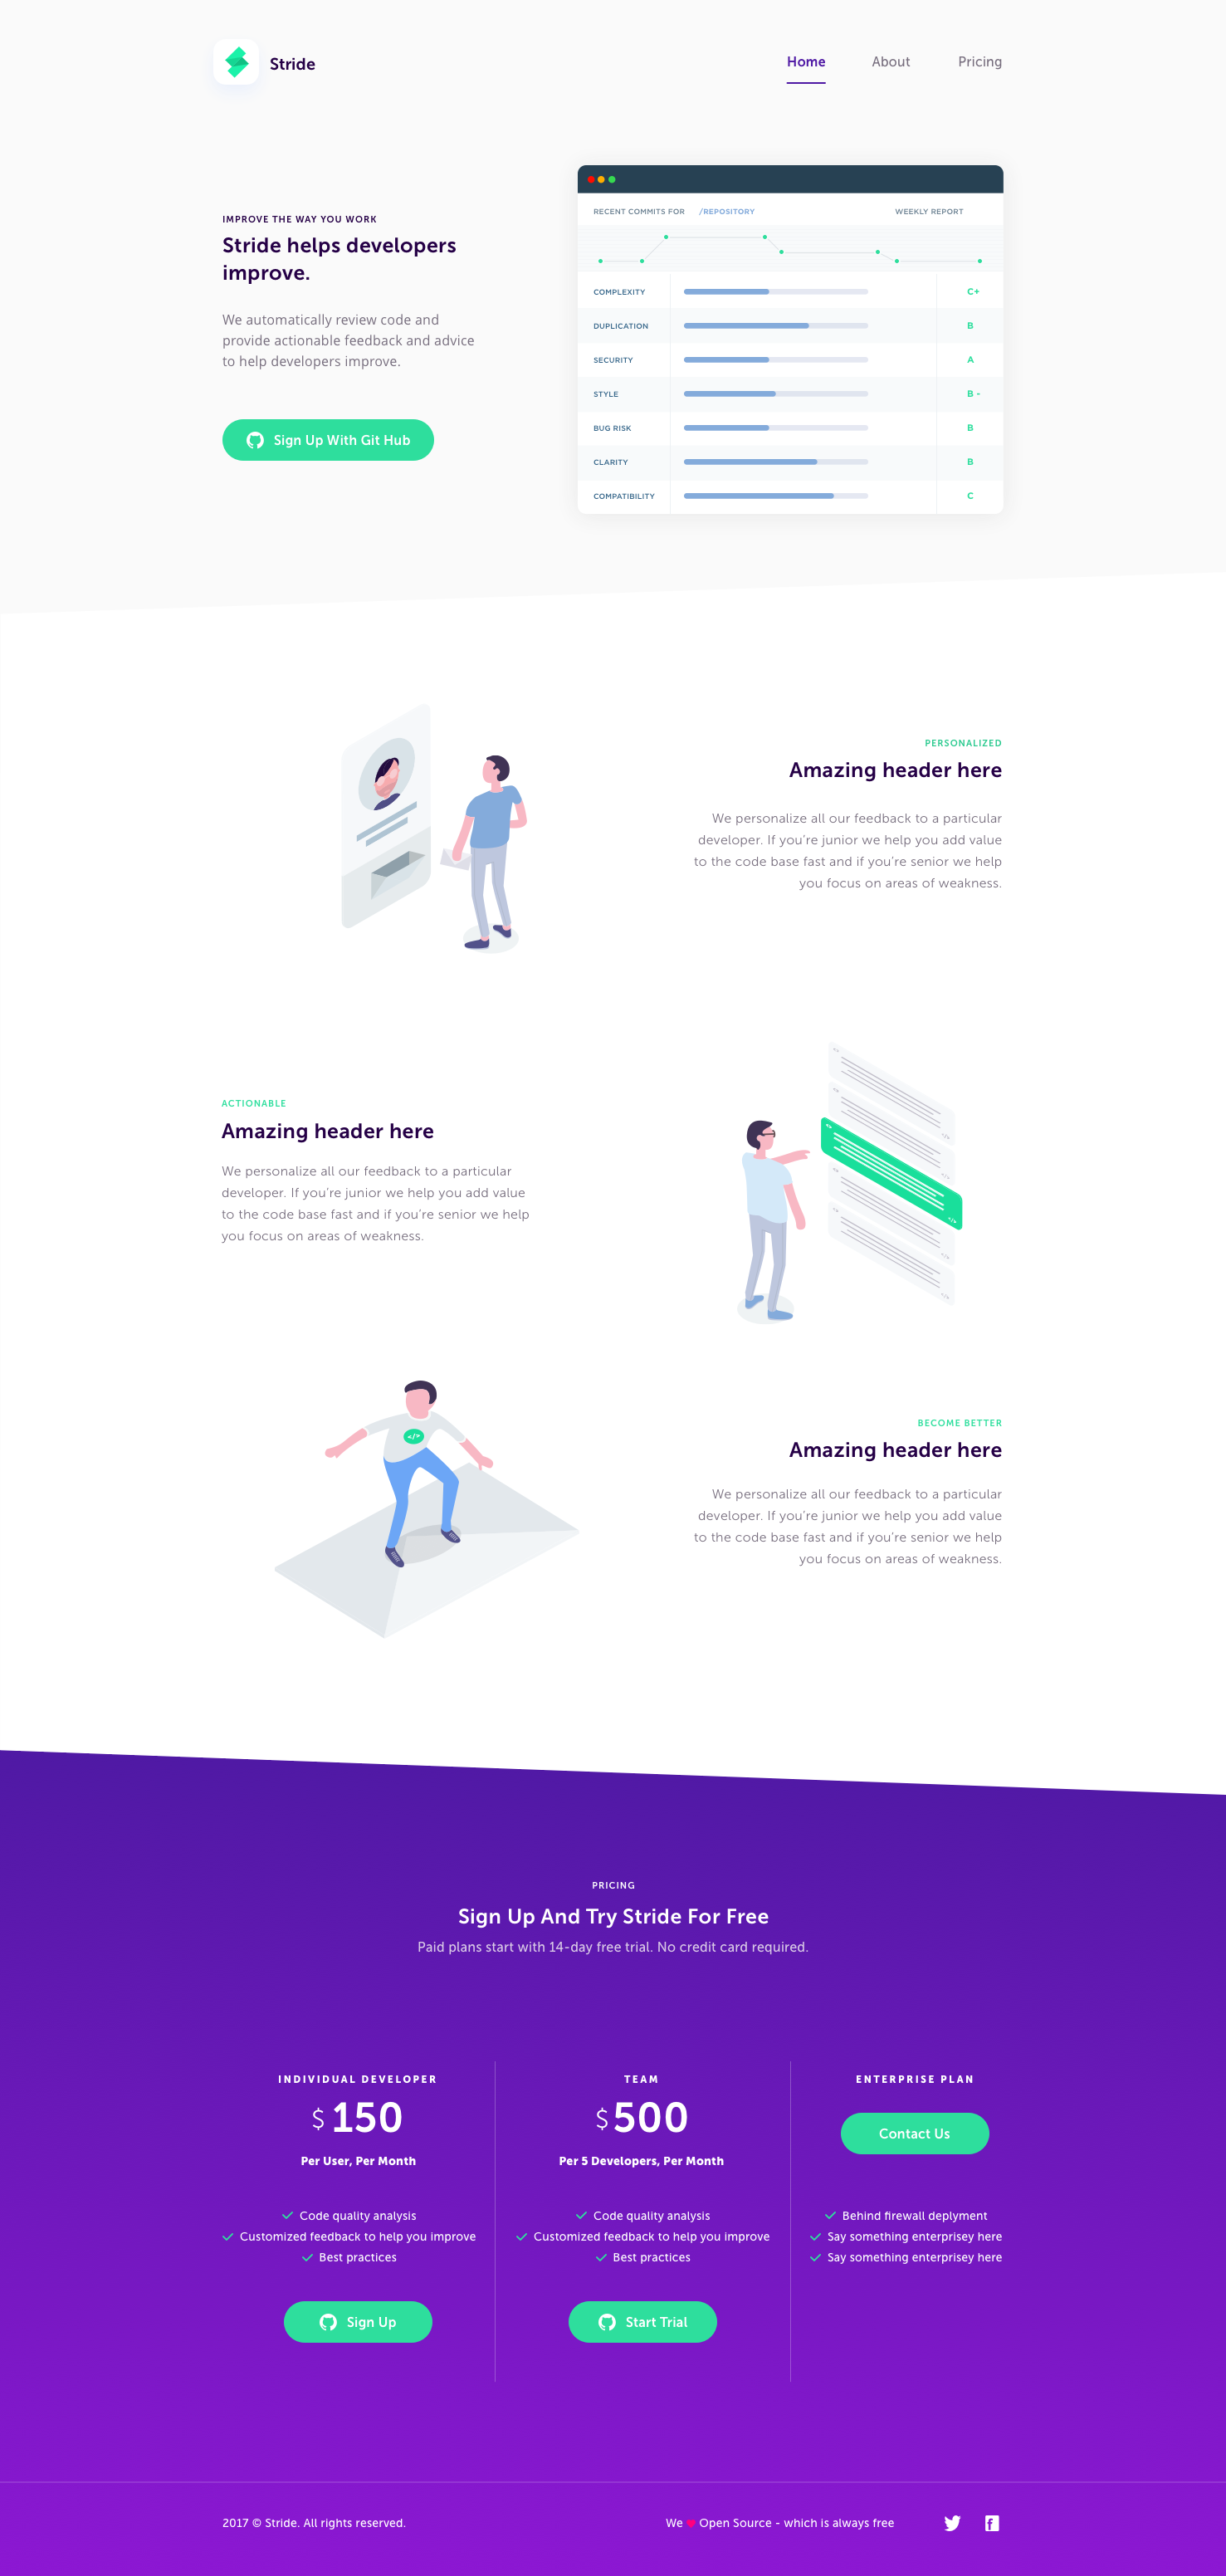 Stride
Home
About
Pricing
IMPROVE THE WAY YOU WORK
Stride helps developers
improve.
We automatically review code and
provide actionable feedback and advice
to help developers improve.
Sign Up With Git Hub
RECENT COMMITS FOR /REPOSITORY
WEEKLY REPORT
COMPLEXITY
C+
DUPLICATION
B
SECURITY
A
STYLE
B -
BUG RISK
B
CLARITY
B
COMPATIBILITY
C
PERSONALIZED
Amazing header here
We personalize all our feedback to a particular
developer. If you're junior we help you add value
to the code base fast and if you're senior we help
you focus on areas of weakness.
ACTIONABLE
Amazing header here
We personalize all our feedback to a particular
developer. If you're junior we help you add value
to the code base fast and if you're senior we help
you focus on areas of weakness.
</>
BECOME BETTER
Amazing header here
We personalize all our feedback to a particular
developer. If you're junior we help you add value
to the code base fast and if you're senior we help
you focus on areas of weakness.
PRICING
Sign Up And Try Stride For Free
Paid plans start with 14-day free trial. No credit card required.
INDIVIDUAL DEVELOPER
$ 150
Per User, Per Month
Code quality analysis
Customized feedback to help you improve
Best practices
Sign Up
TEAM
$ 500
Per 5 Developers, Per Month
Code quality analysis
Customized feedback to help you improve
Best practices
Start Trial
ENTERPRISE PLAN
Contact Us
Behind firewall deplyment
Say something enterprisey here
Say something enterprisey here
2017 © Stride. All rights reserved.
We ♥ Open Source - which is always free